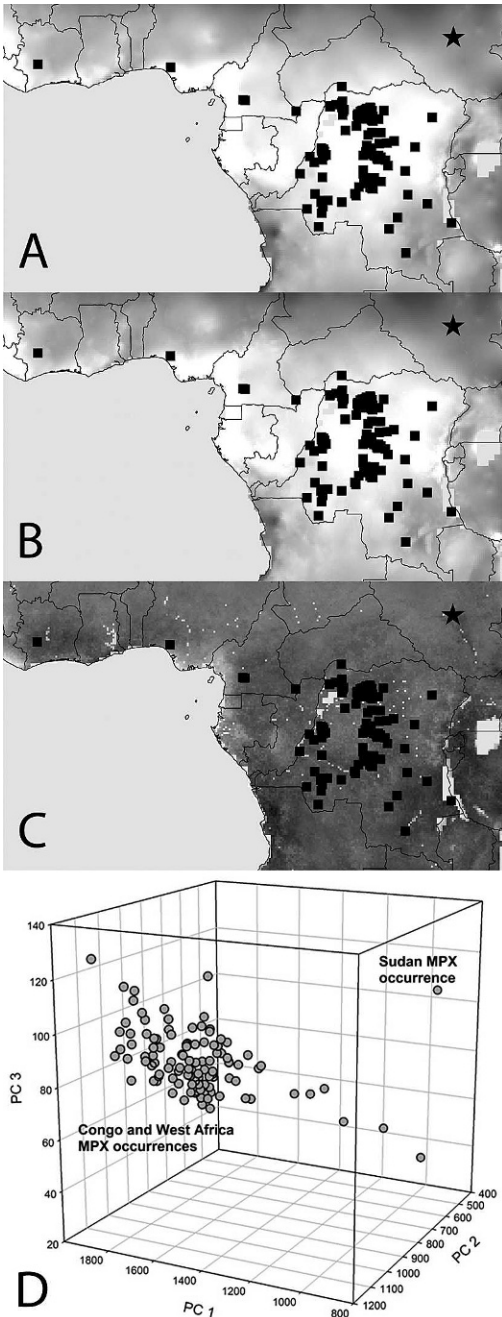 A
B
C
140
120
100
80
60
40
20
PC 3
Sudan MPX
occurrence
Congo and West Africa
MPX occurrences
1800
1600
1400
1200
1000
800
PC 1
400
500
600
700
800
900
1000
1100
1200
PC 2
D